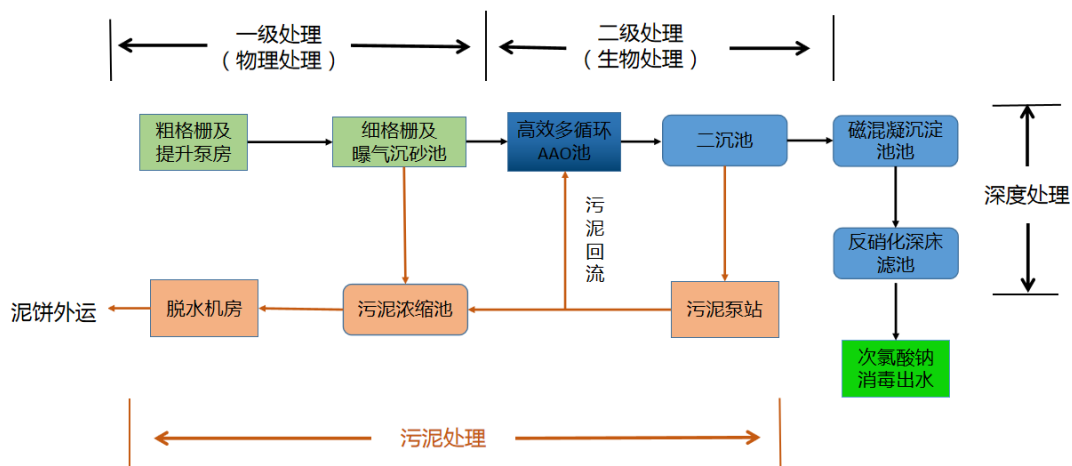 一级处理
（物理处理）
二级处理
（生物处理）
粗格栅及
提升泵房
细格栅及
曝气沉砂池
高效多循环
AAO池
二沉池
磁混凝沉淀
池池
深度处理
污
泥
回
流
反硝化深床
滤池
泥饼外运
脱水机房
污泥浓缩池
污泥泵站
次氯酸钠
消毒出水
污泥处理